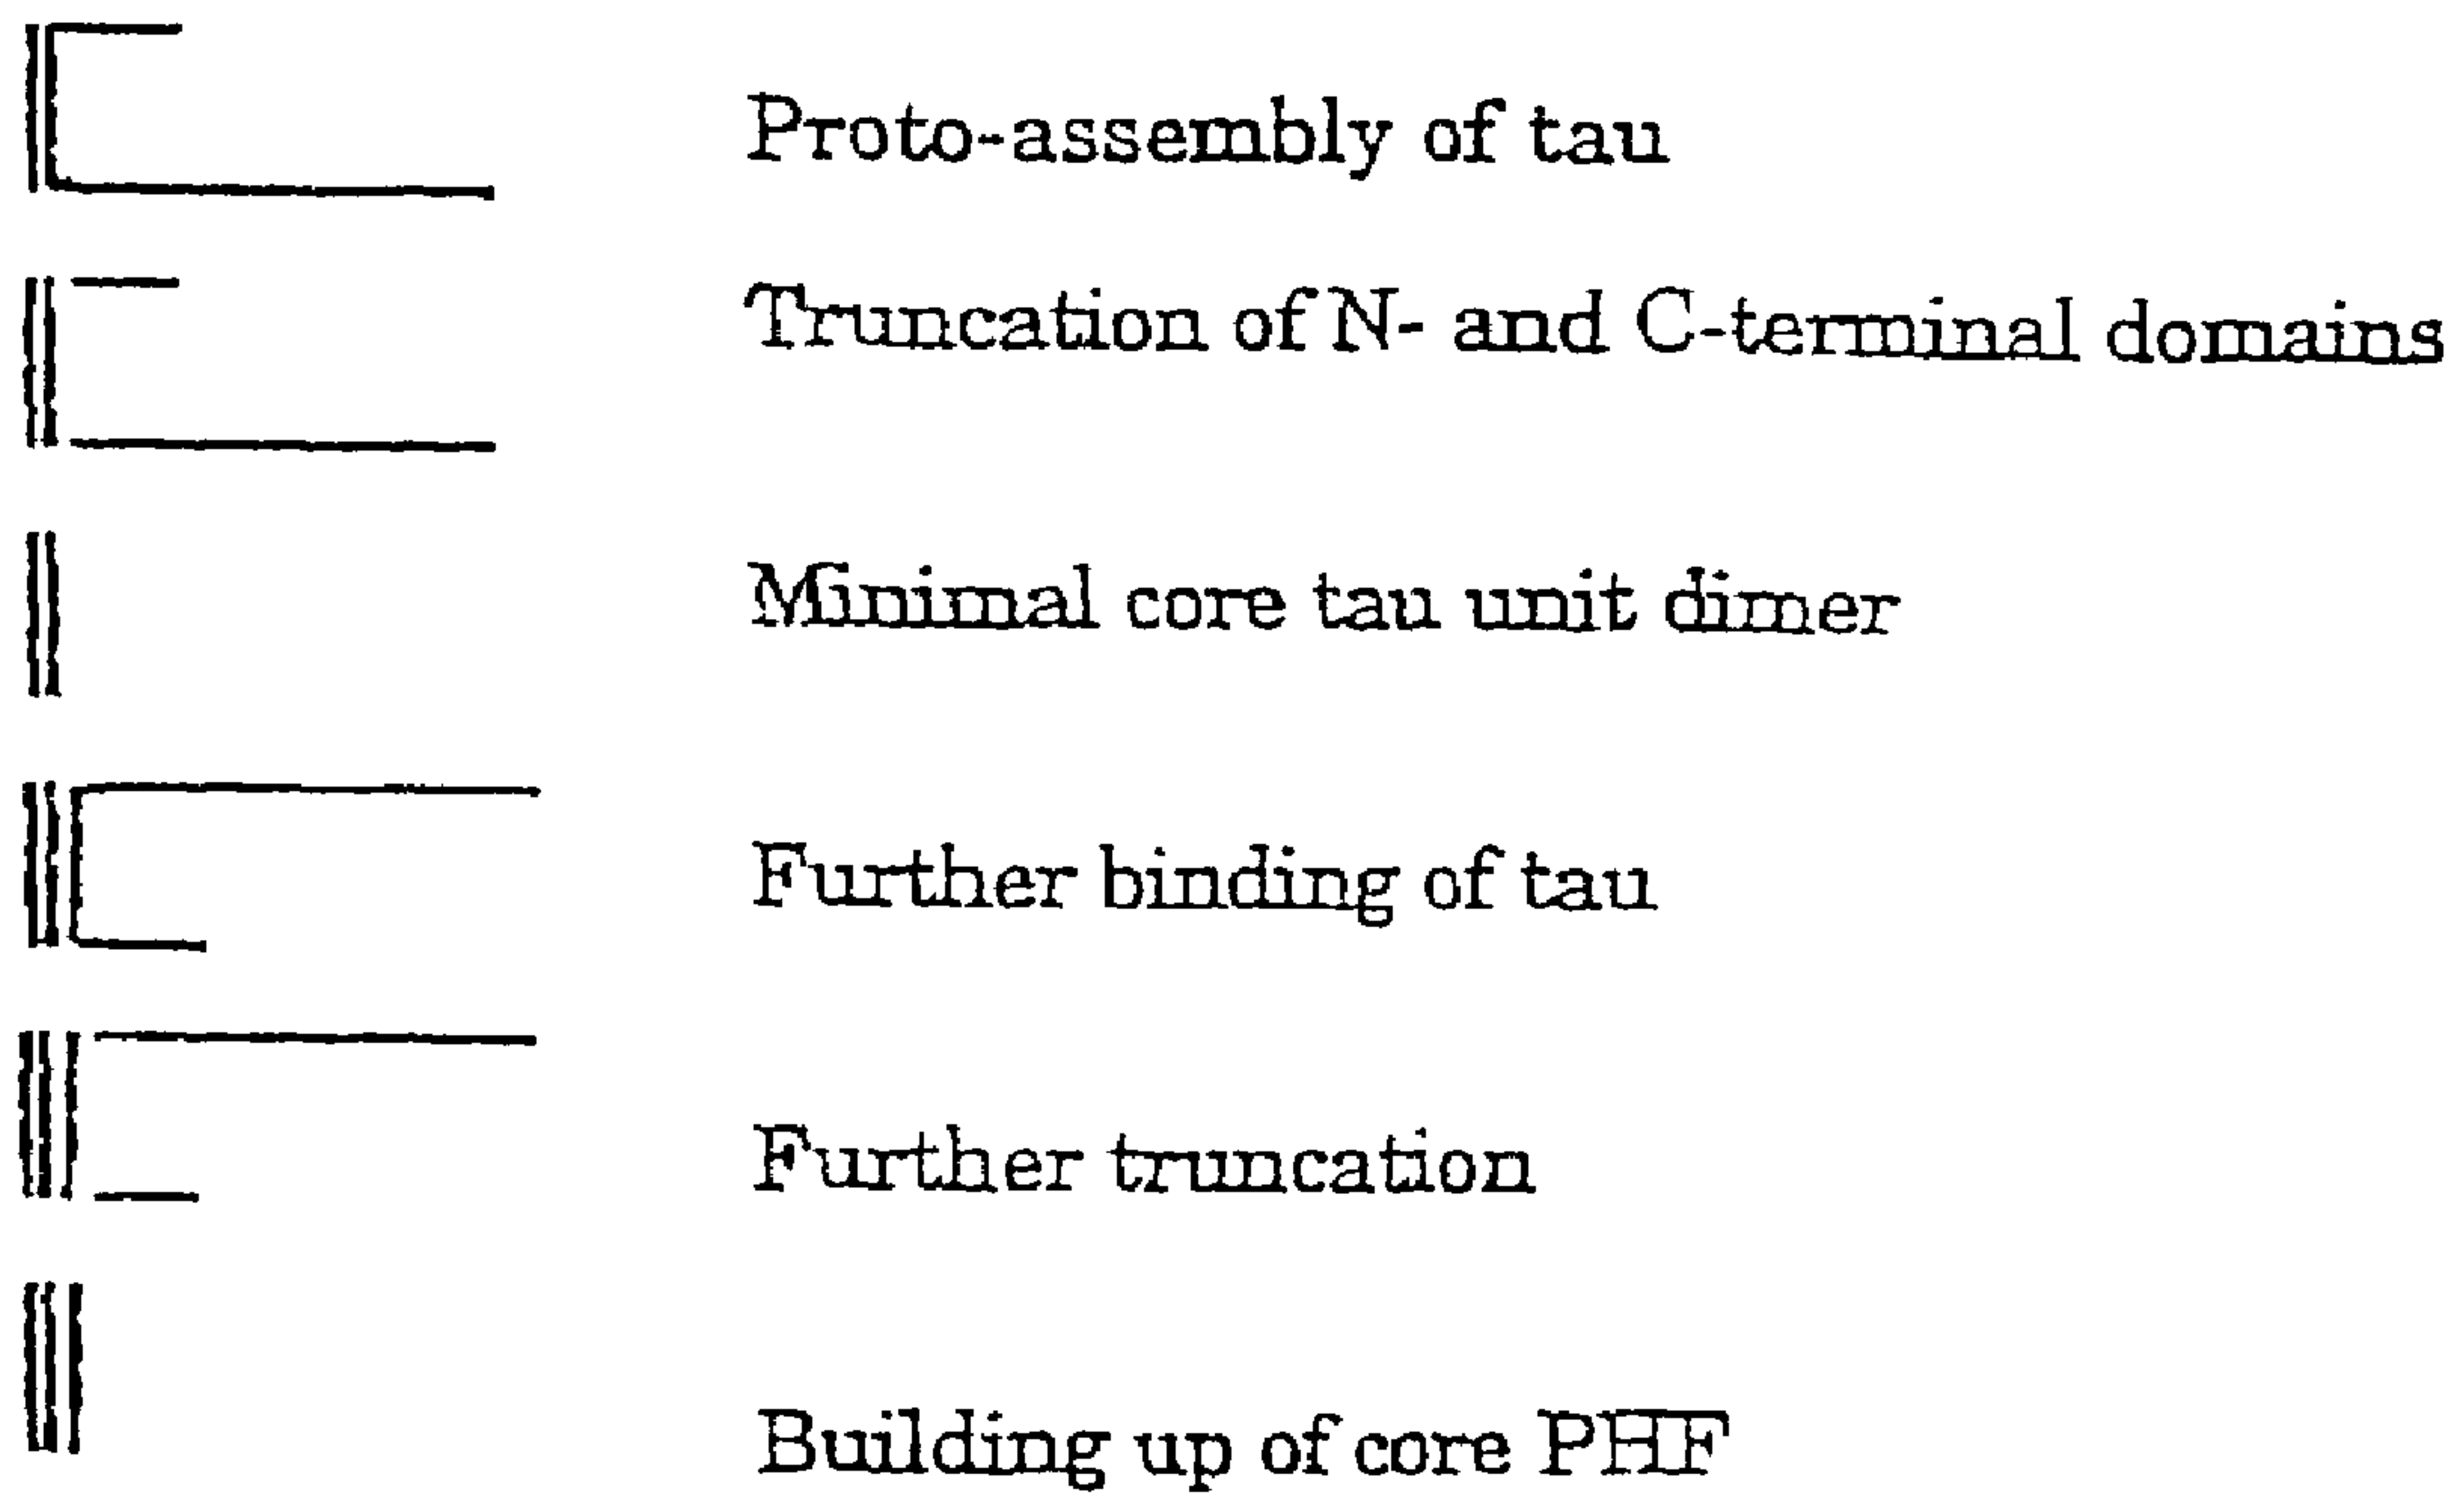 Proto-assembly of tau
Truncation of N- and C-terminal domains
Minimal core tau unit dimer
Further binding of tau
Further truncation
Building up of core PHF